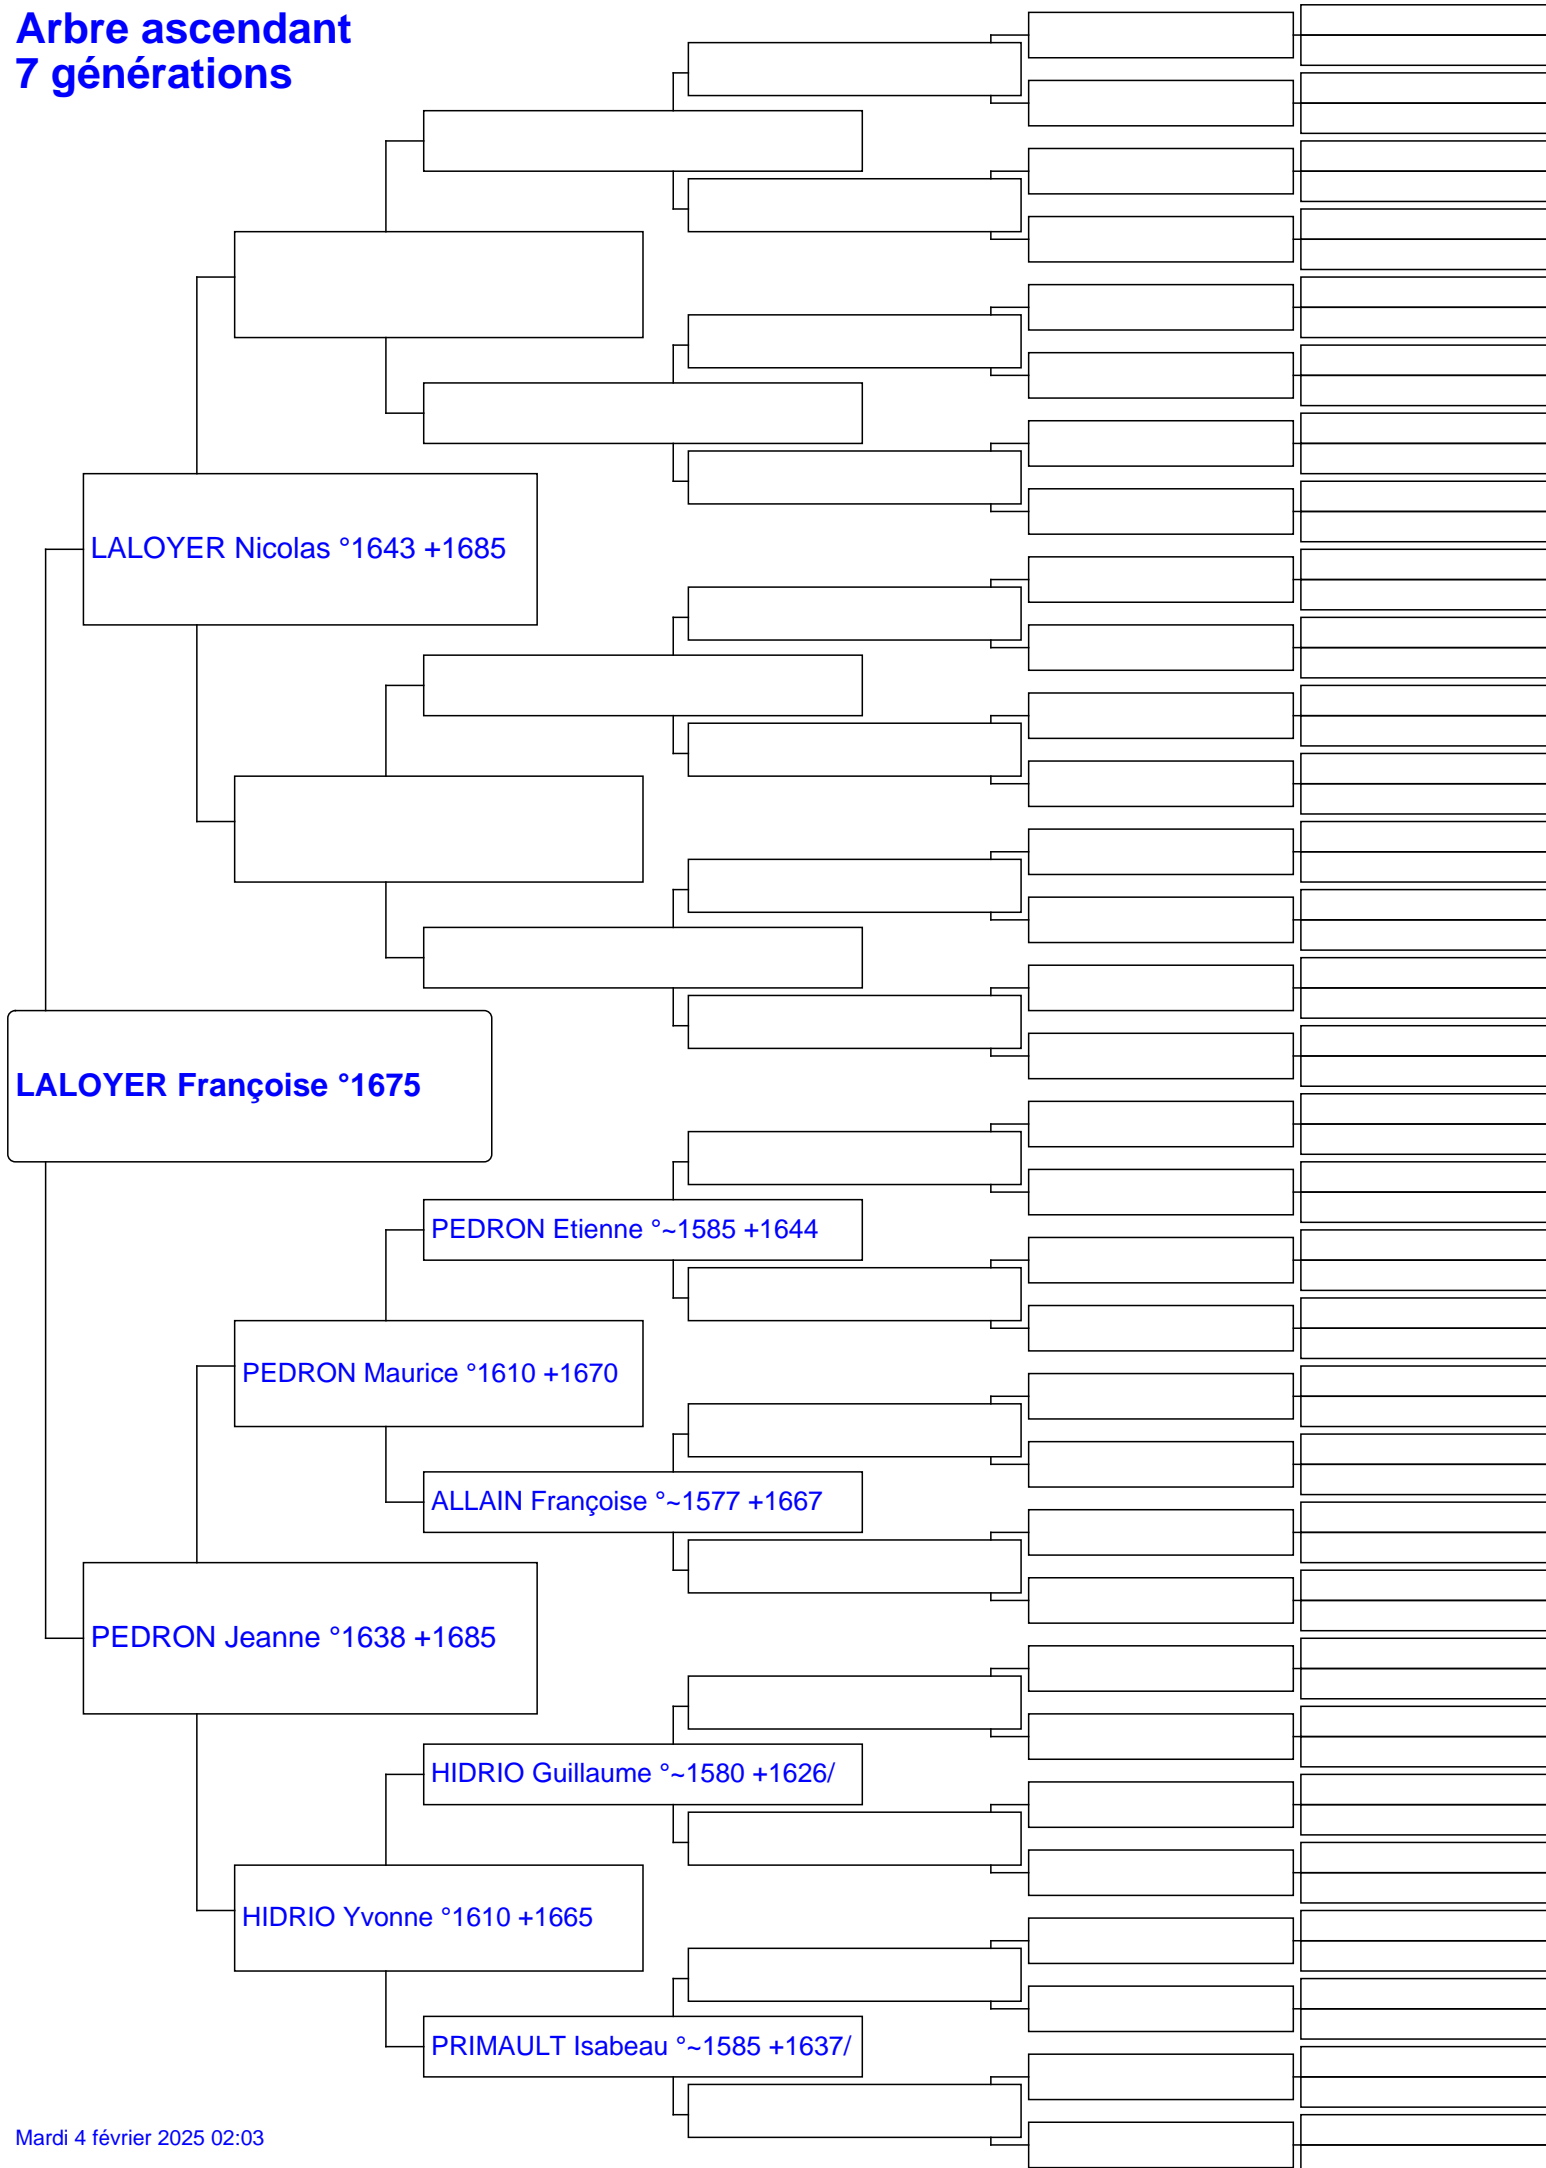 Arbre ascendant
7 générations
LALOYER Nicolas °1643 +1685
LALOYER Françoise °1675
PEDRON Etienne °~1585 +1644
PEDRON Maurice °1610 +1670
ALLAIN Françoise °~1577 +1667
PEDRON Jeanne °1638 +1685
HIDRIO Guillaume °~1580 +1626/
HIDRIO Yvonne °1610 +1665
PRIMAULT Isabeau °~1585 +1637/
Mardi 4 février 2025 02:03